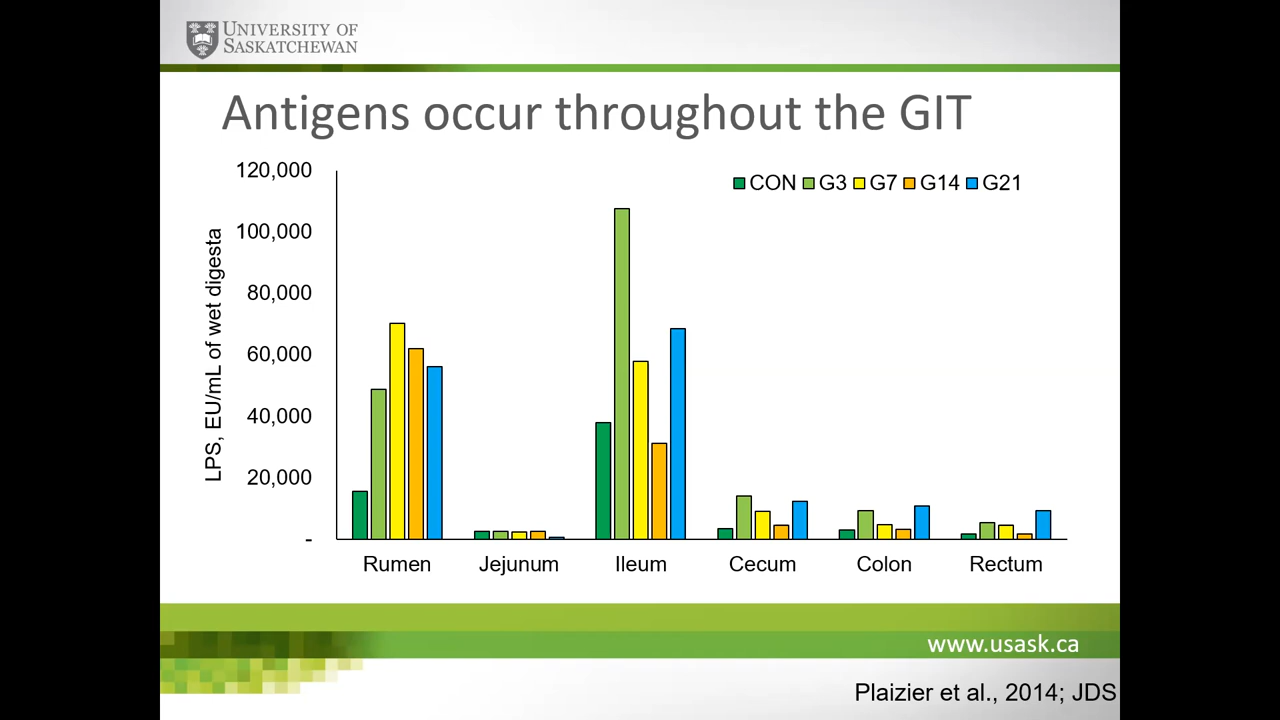 UNIVERSITY OF
SASKATCHEWAN
Antigens occur throughout the GIT
LPS, EU/mL of wet digesta
120,000
100,000
80,000
60,000
40,000
20,000
-
CON G3 G7 G14 G21
Rumen Jejunum Ileum Cecum Colon Rectum
www.usask.ca
Plaizier et al., 2014; JDS